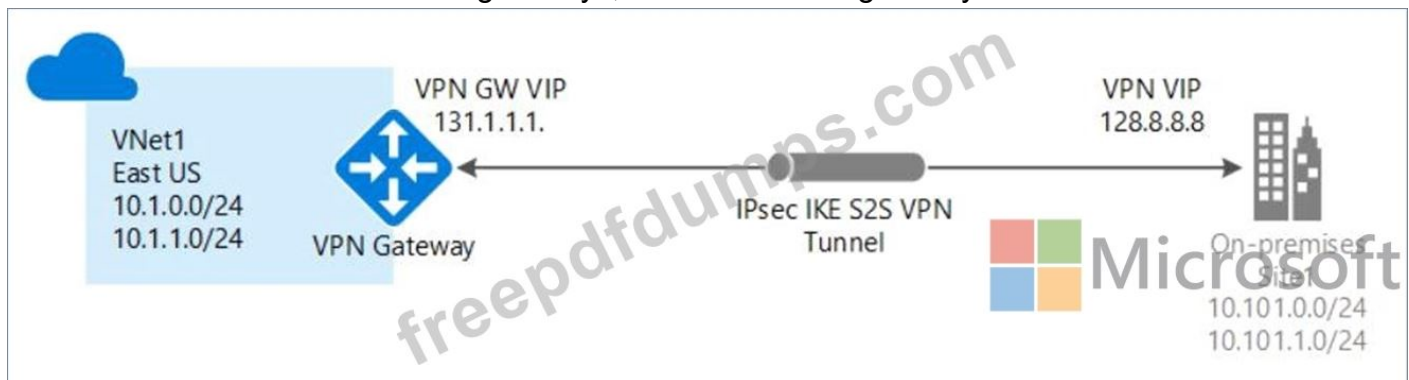 VPN GW VIP
131.1.1.1.
VPN VIP
128.8.8.8
VNet1
East US
10.1.0.0/24
10.1.1.0/24
VPN Gateway
IPsec IKE S2S VPN
Tunnel
Microsoft
On-premises
Site1
10.101.0.0/24
10.101.1.0/24
freepdfdumps.com